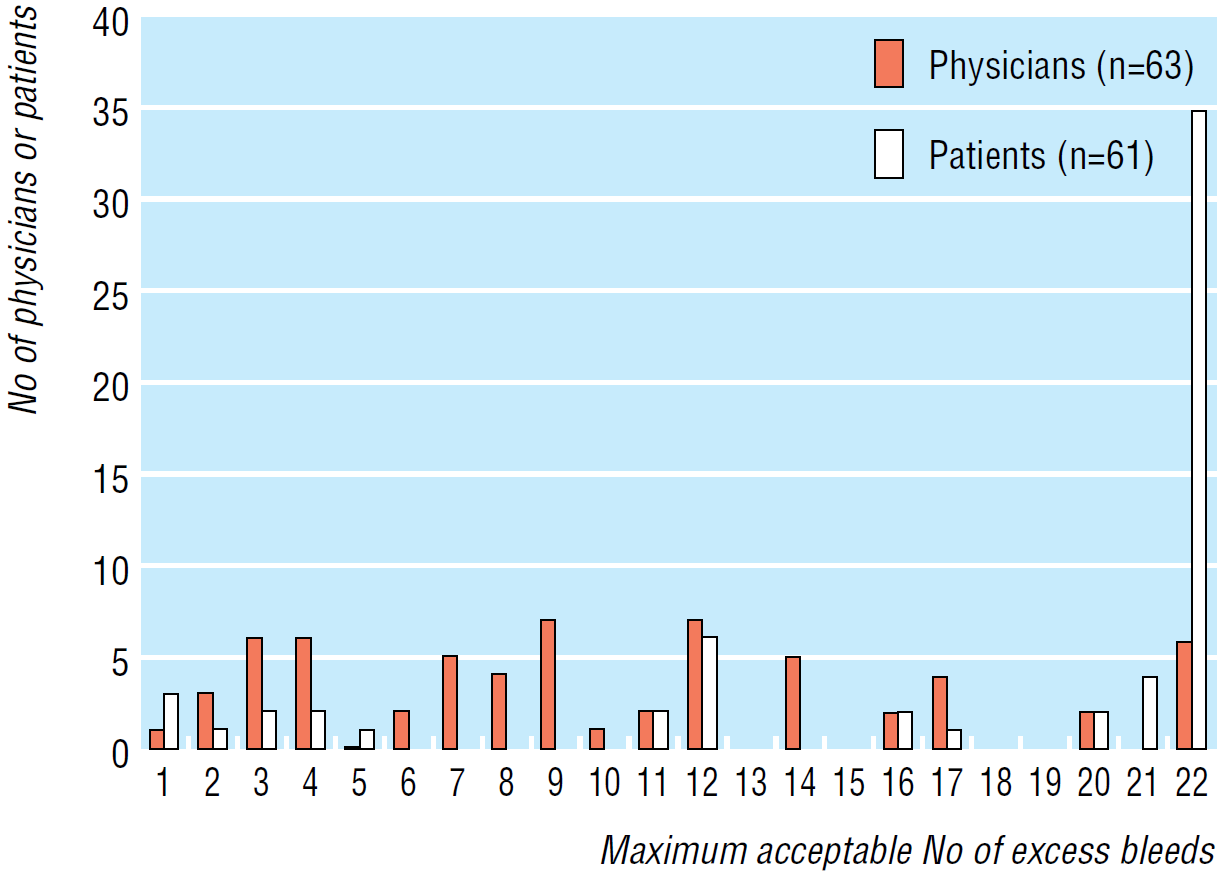 No of physicians or patients
40
35
30
25
20
15
10
5
0
Physicians (n=63)
Patients (n=61)
1 2 3 4 5 6 7 8 9 10 11 12 13 14 15 16 17 18 19 20 21 22
Maximum acceptable No of excess bleeds